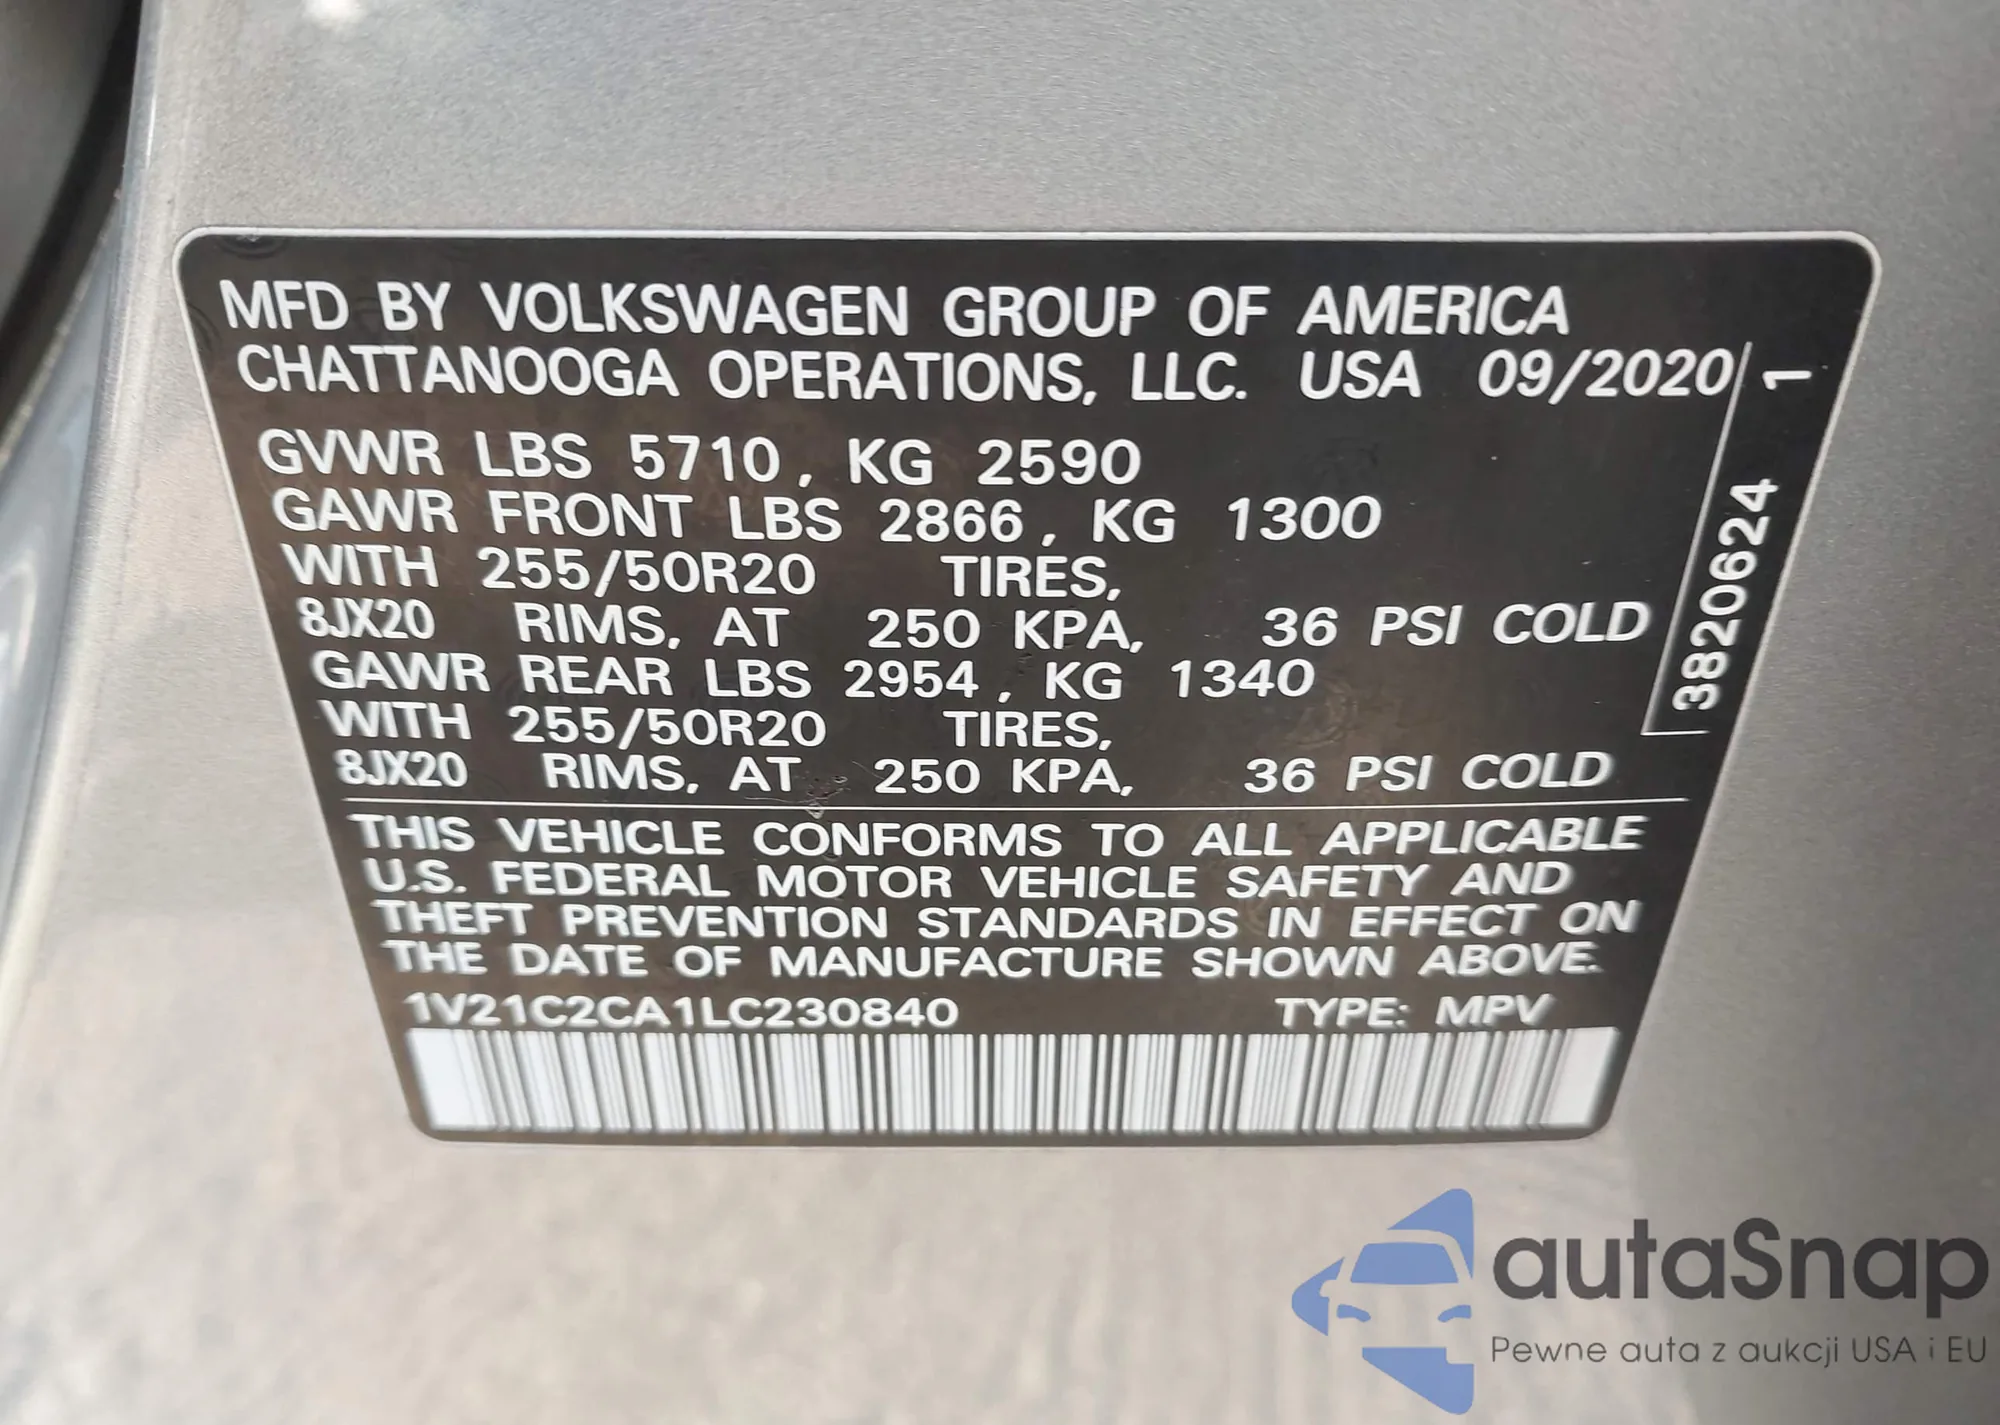 MFD BY VOLKSWAGEN GROUP OF AMERICA
CHATTANOOGA OPERATIONS, LLC. USA 09/2020
GVWR LBS 5710, KG 2590
GAWR FRONT LBS 2866, KG 1300
WITH 255/50R20 TIRES,
8JX20 RIMS, AT 250 KPA, 36 PSI COLD
GAWR REAR LBS 2954, KG 1340
WITH 255/50R20 TIRES,
8JX20 RIMS, AT 250 KPA, 36 PSI COLD
THIS VEHICLE CONFORMS TO ALL APPLICABLE
U.S. FEDERAL MOTOR VEHICLE SAFETY AND
THEFT PREVENTION STANDARDS IN EFFECT ON
THE DATE OF MANUFACTURE SHOWN ABOVE.
1V21C2CA1LC230840 TYPE: MPV
3820624 1
autaSnap
Pewne auta z aukcji USA i EU